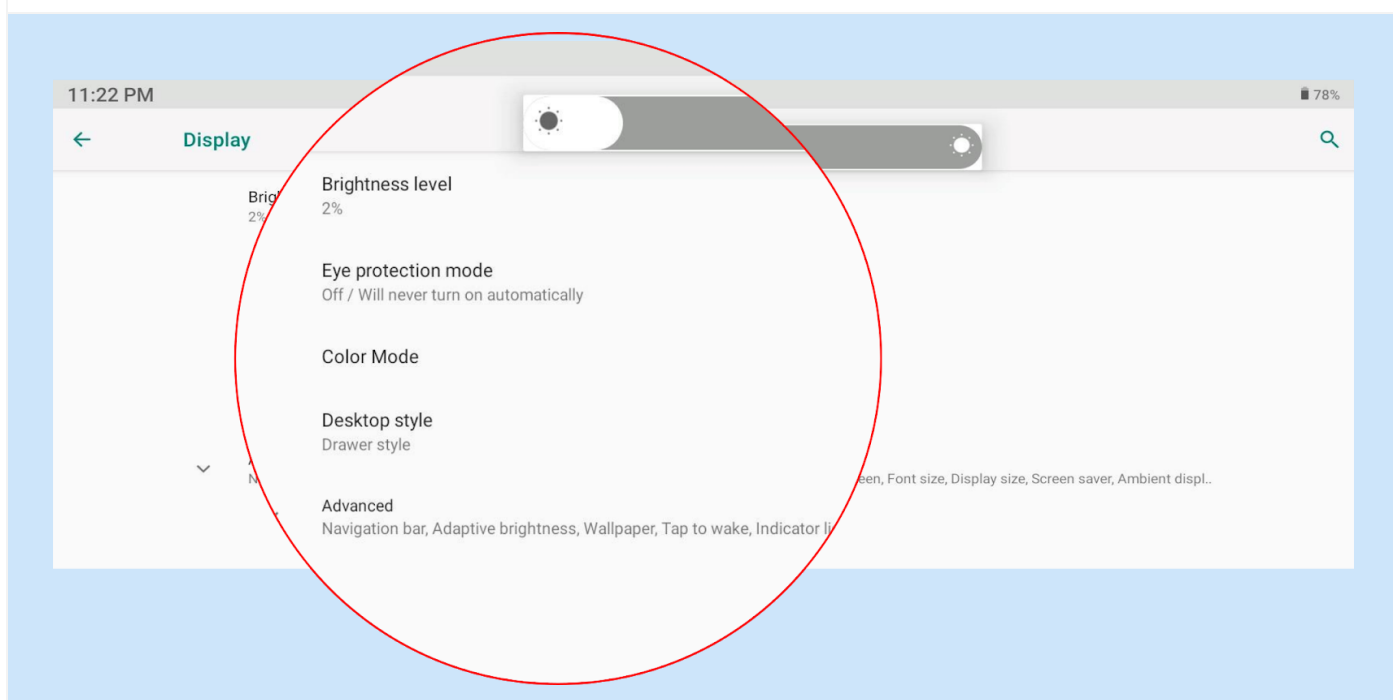 11:22 PM
78%
Display
Brig
2%
Brightness level
2%
Eye protection mode
Off / Will never turn on automatically
Color Mode
Desktop style
Drawer style
een, Font size, Display size, Screen saver, Ambient displ..
Advanced
Navigation bar, Adaptive brightness, Wallpaper, Tap to wake, Indicator li